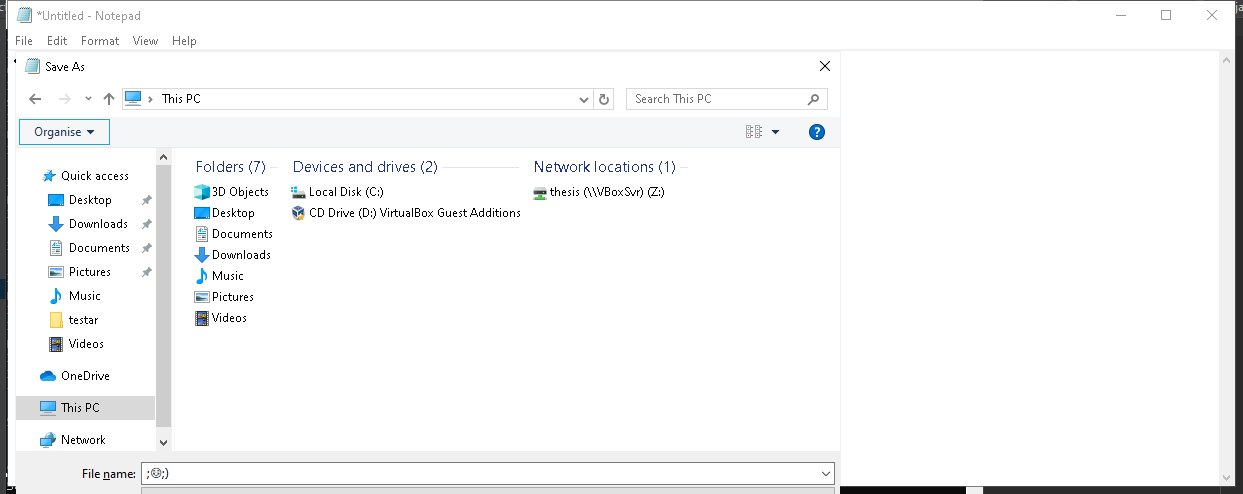 *Untitled - Notepad
File Edit Format View Help
Save As
This PC
Search This PC
Organise
Quick access
Desktop
Downloads
Documents
Pictures
Music
testar
Videos
OneDrive
This PC
Network
Folders (7)
3D Objects
Desktop
Documents
Downloads
Music
Pictures
Videos
Devices and drives (2)
Local Disk (C:)
CD Drive (D:) VirtualBox Guest Additions
Network locations (1)
thesis (\\VBoxSvr) (Z:)
File name: ;☺;)